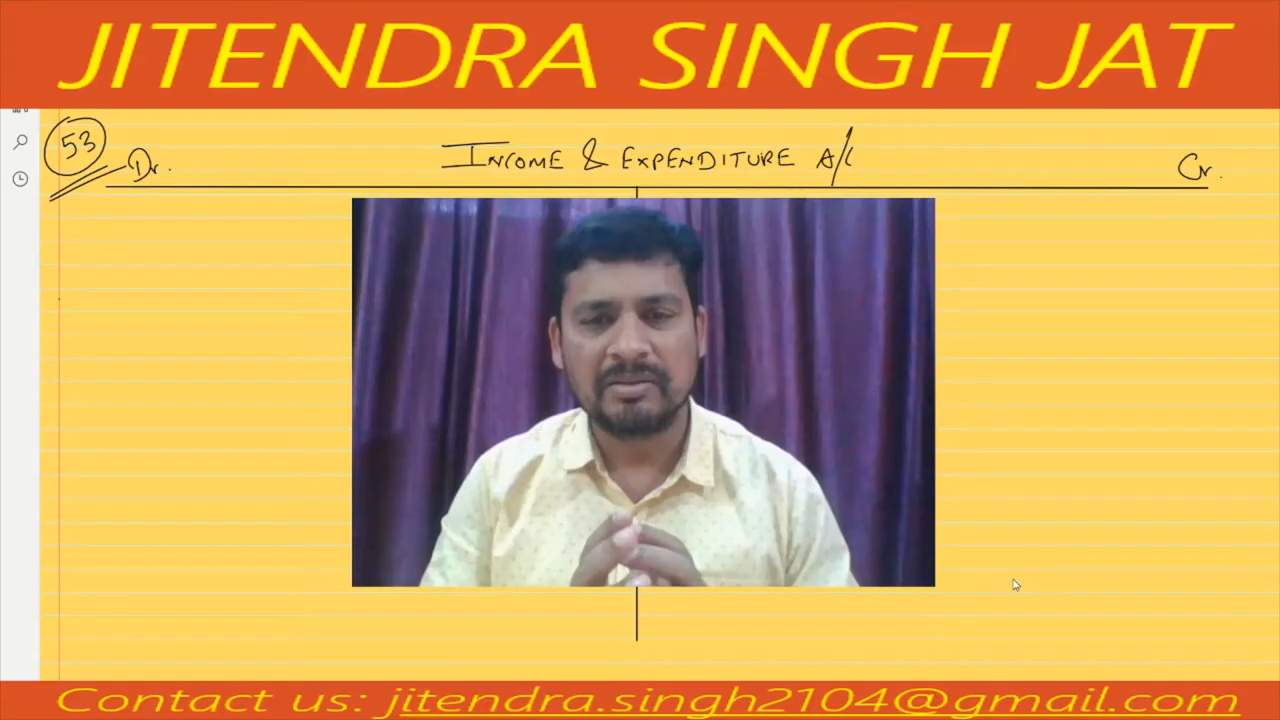 JITENDRA SINGH JAT
53
Dr. INCOME & EXPENDITURE A/C Cr.
Contact us: jitendra.singh2104@gmail.com